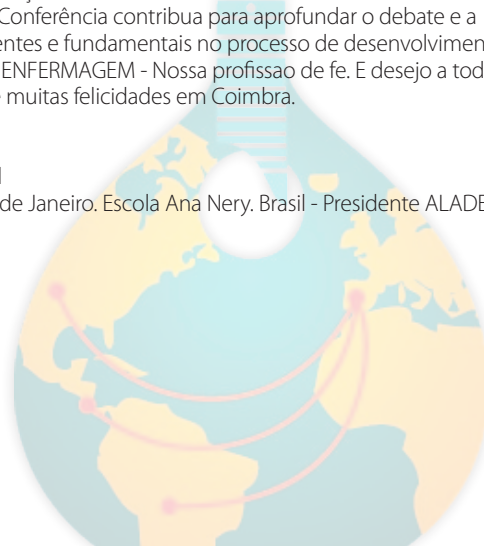 Conferência contribua para aprofundar o debate e a
entes e fundamentais no processo de desenvolvimen
ENFERMAGEM - Nossa profissao de fe. E desejo a tod
muitas felicidades em Coimbra.
de Janeiro. Escola Ana Nery. Brasil - Presidente ALADE